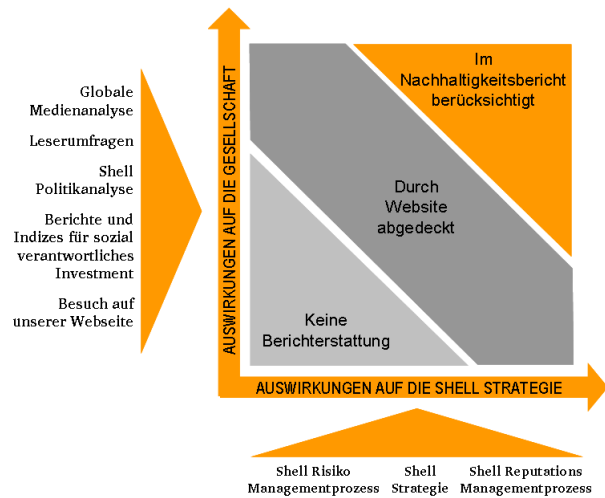 Globale
Medienanalyse
Leserumfragen
Shell
Politikanalyse
Berichte und
Indizes für sozial
verantwortliches
Investment
Besuch auf
unserer Webseite
AUSWIRKUNGEN AUF DIE GESELLSCHAFT
Im
Nachhaltigkeitsbericht
berücksichtigt
Durch
Website
abgedeckt
Keine
Berichterstattung
AUSWIRKUNGEN AUF DIE SHELL STRATEGIE
Shell Risiko
Managementprozess
Shell
Strategie
Shell Reputations
Managementprozess